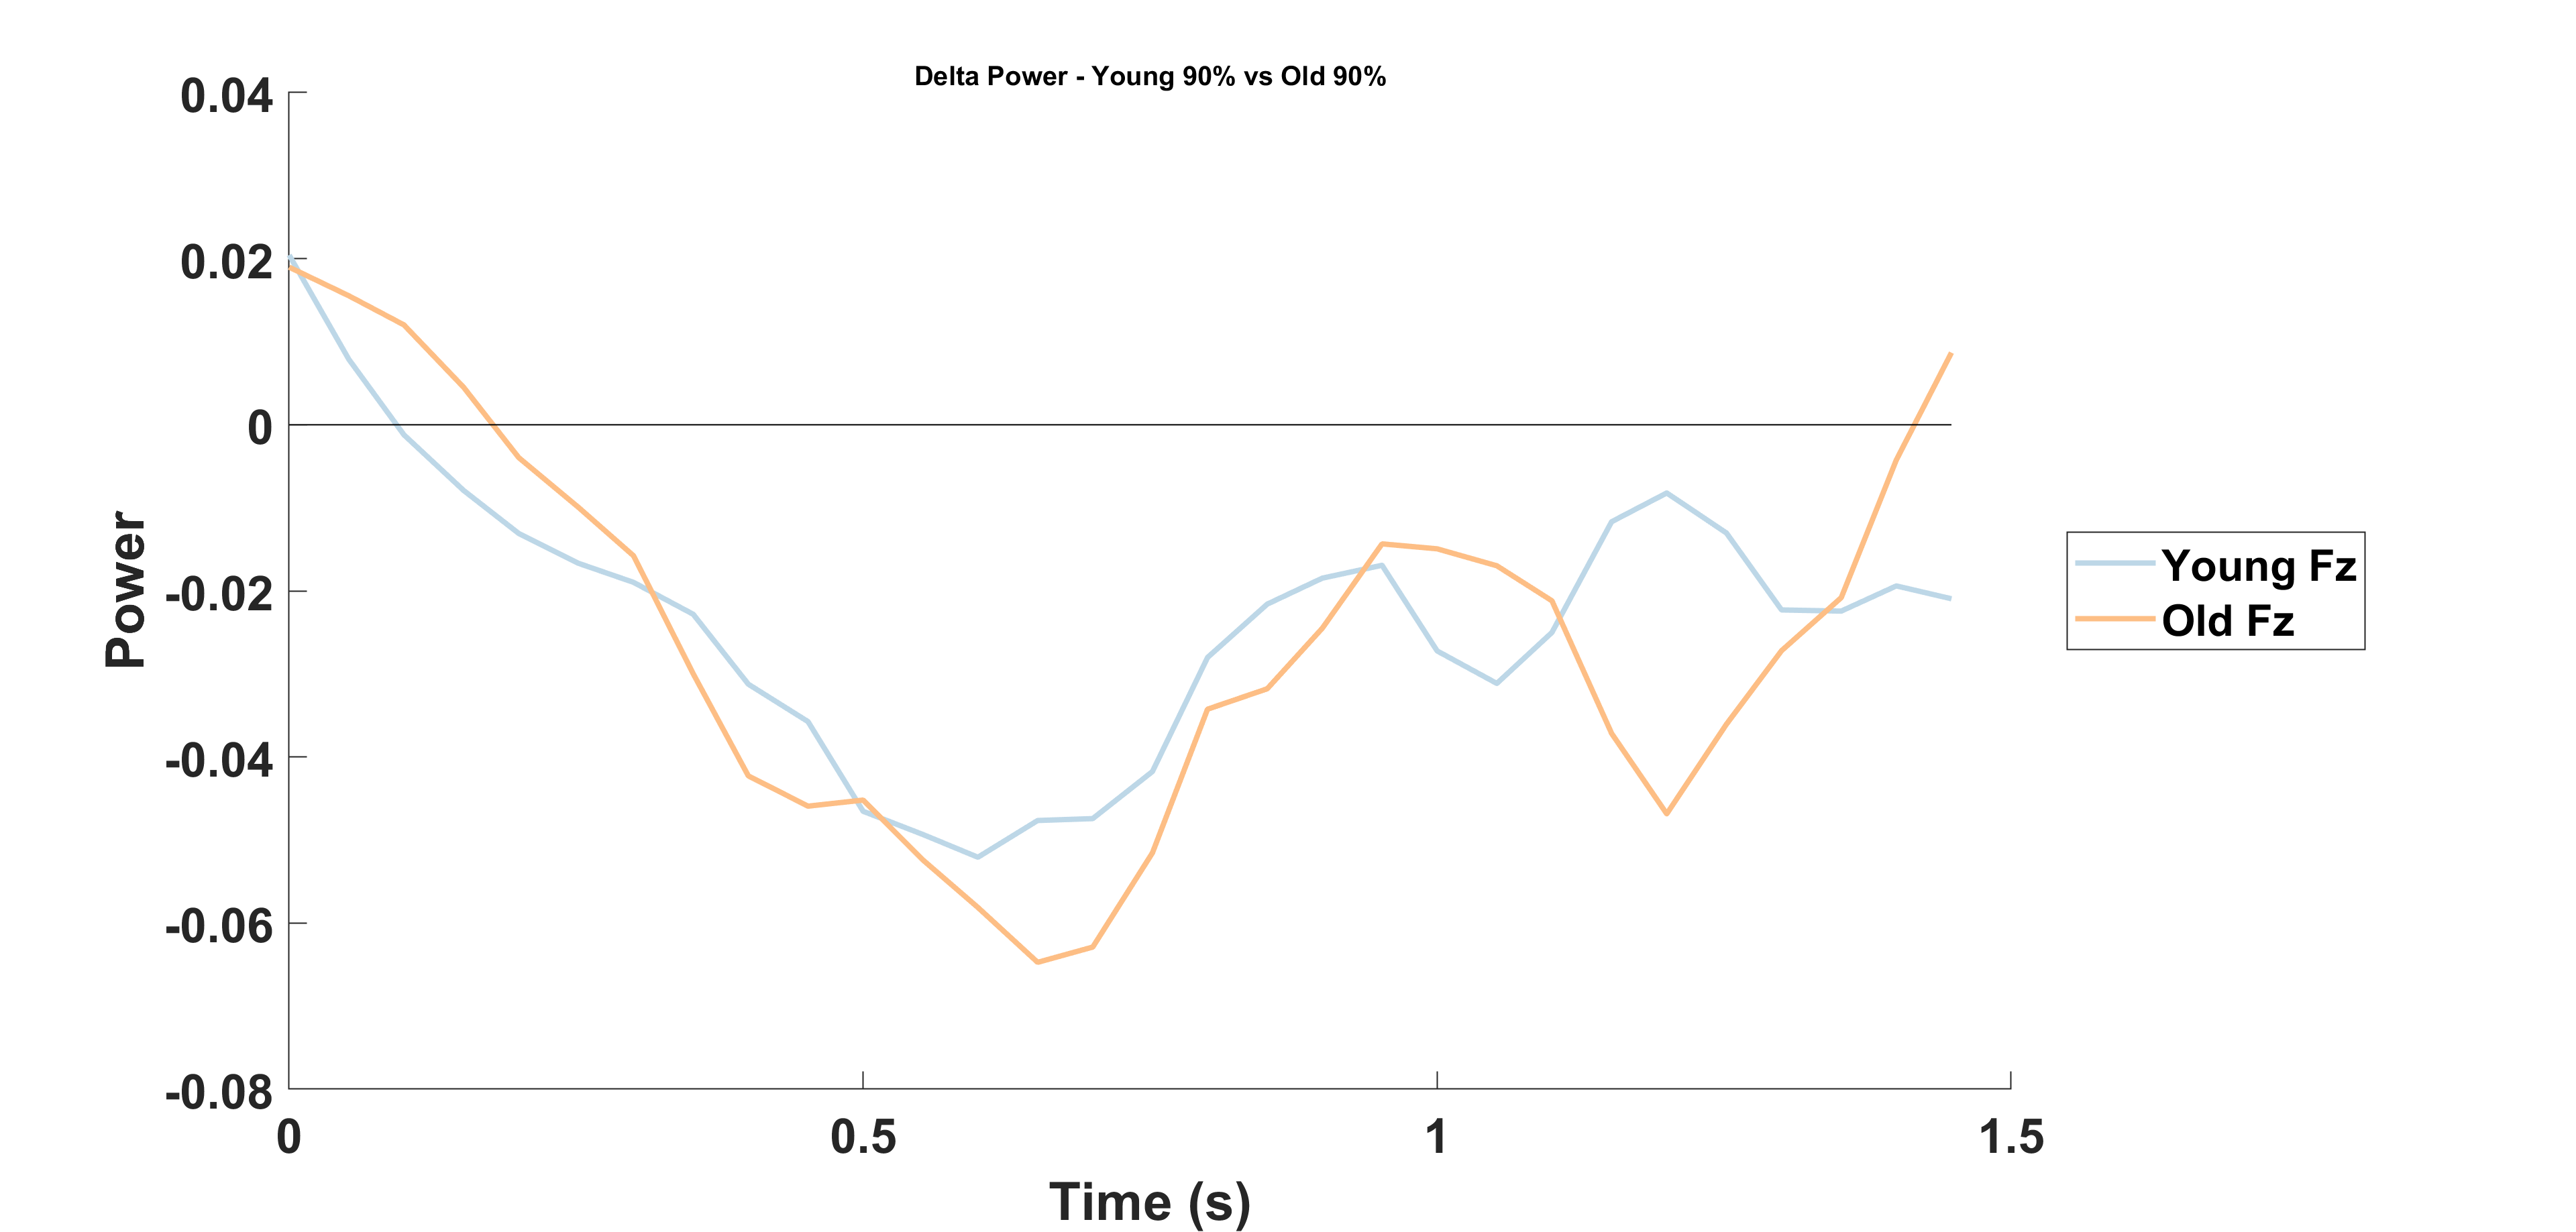 Delta Power - Young 90% vs Old 90%
0.04
0.02
0
-0.02
-0.04
-0.06
-0.08
Power
0 0.5 1 1.5
Time (s)
Young Fz
Old Fz